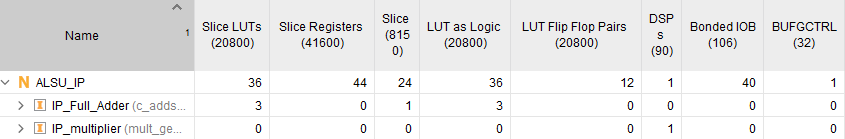 Name 1 Slice LUTs (20800) Slice Registers (41600) Slice (8150) LUT as Logic (20800) LUT Flip Flop Pairs (20800) DSPs (90) Bonded IOB (106) BUFGCTRL (32)
N ALSU_IP 36 44 24 36 12 1 40 1
I IP_Full_Adder (c_adds... 3 0 1 3 0 0 0 0
I IP_multiplier (mult_ge... 0 0 0 0 0 1 0 0